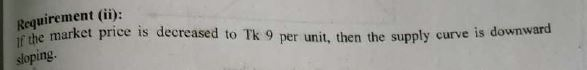 Requirement (ii):
If the market price is decreased to Tk 9 per unit, then the supply curve is downward
sloping.